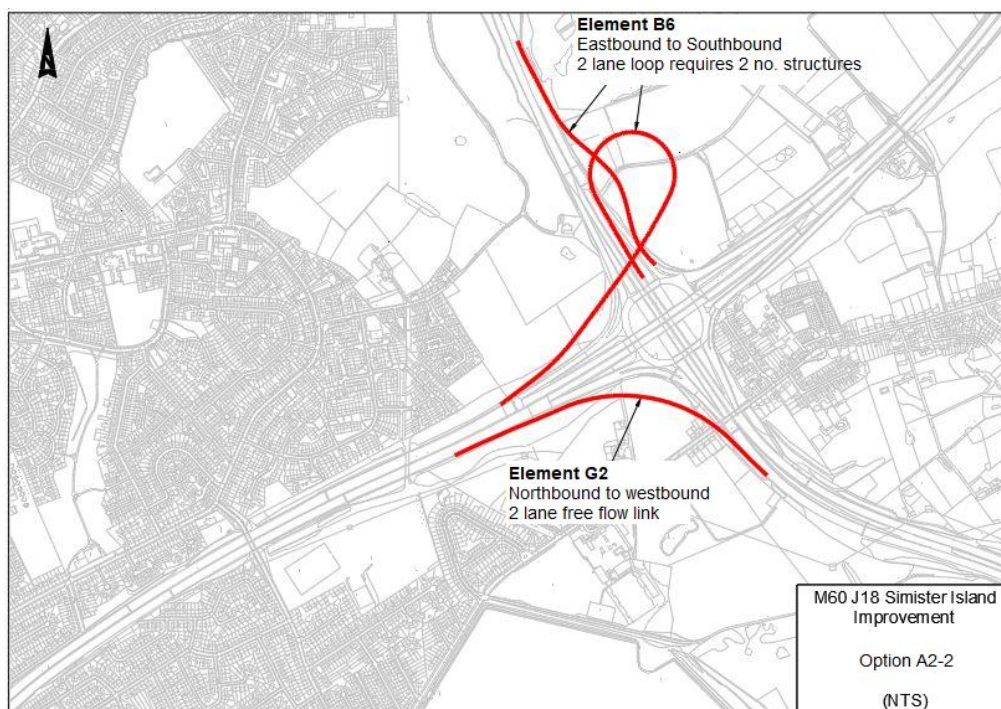 Element B6
Eastbound to Southbound
2 lane loop requires 2 no. structures
Element G2
Northbound to westbound
2 lane free flow link
M60 J18 Simister Island
Improvement
Option A2-2
(NTS)